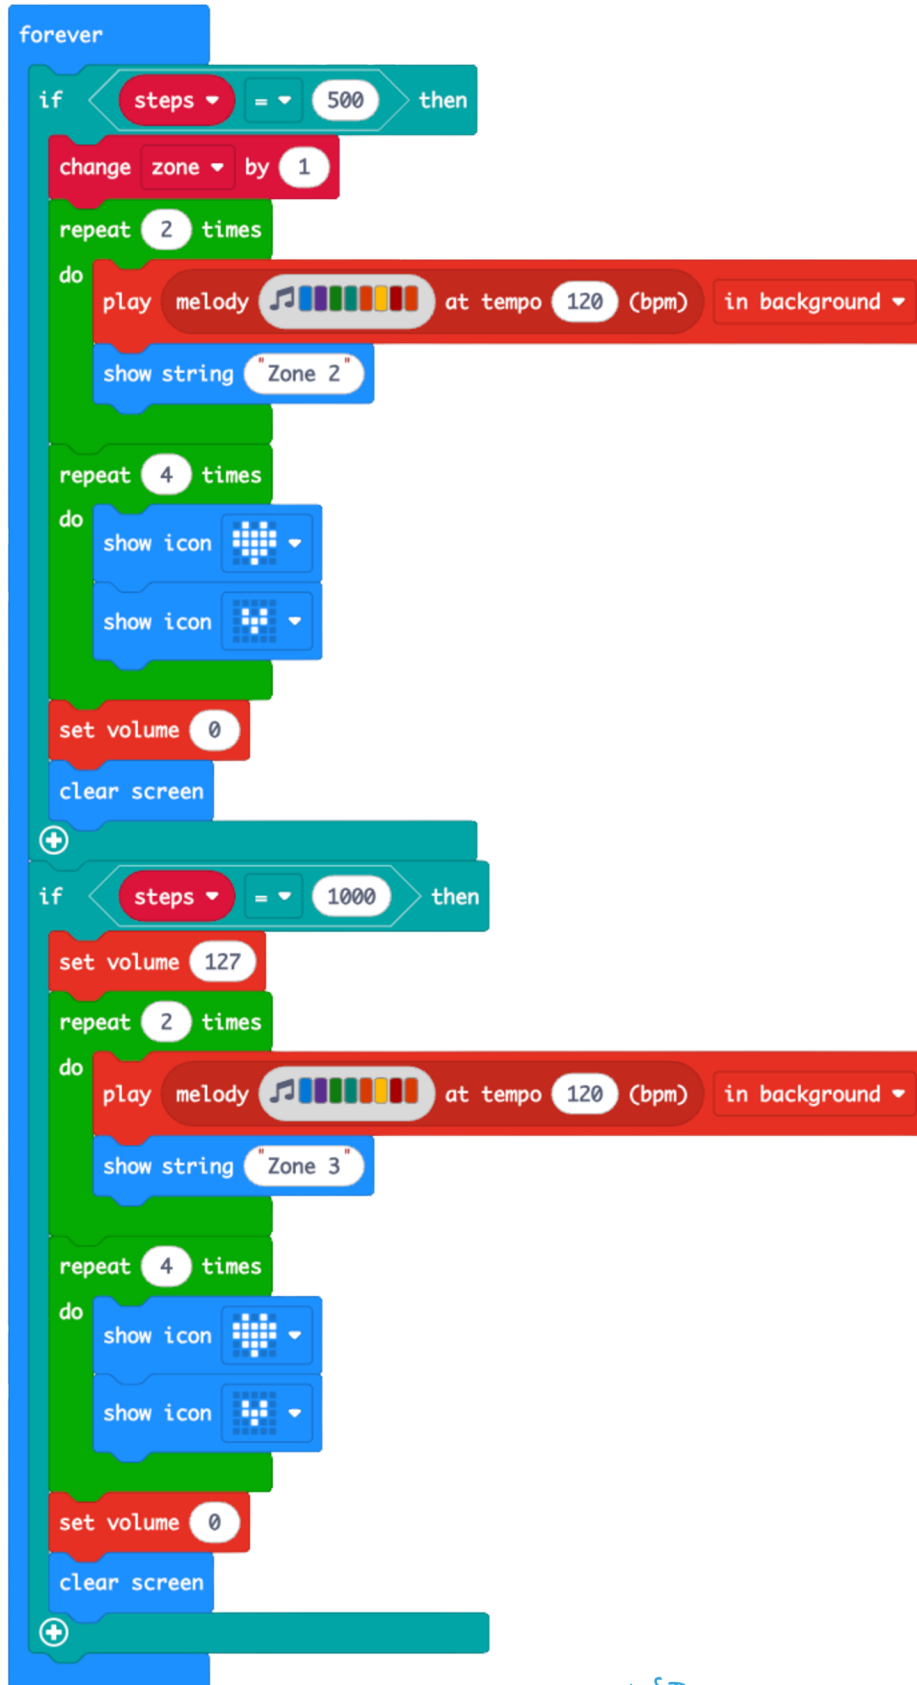 forever
if steps = 500 then
change zone by 1
repeat 2 times
do
play melody at tempo 120 (bpm) in background
show string "Zone 2"
repeat 4 times
do
show icon
show icon
set volume 0
clear screen
if steps = 1000 then
set volume 127
repeat 2 times
do
play melody at tempo 120 (bpm) in background
show string "Zone 3"
repeat 4 times
do
show icon
show icon
set volume 0
clear screen